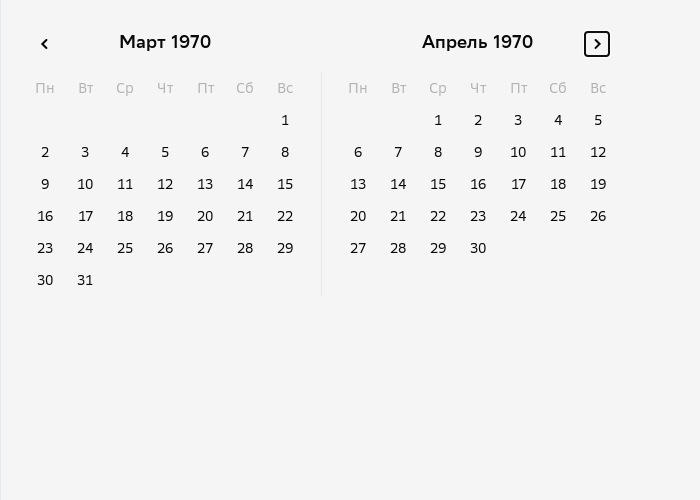 Март 1970
Пн Вт Ср Чт Пт Сб Вс
1
2 3 4 5 6 7 8
9 10 11 12 13 14 15
16 17 18 19 20 21 22
23 24 25 26 27 28 29
30 31
Апрель 1970
Пн Вт Ср Чт Пт Сб Вс
1 2 3 4 5
6 7 8 9 10 11 12
13 14 15 16 17 18 19
20 21 22 23 24 25 26
27 28 29 30